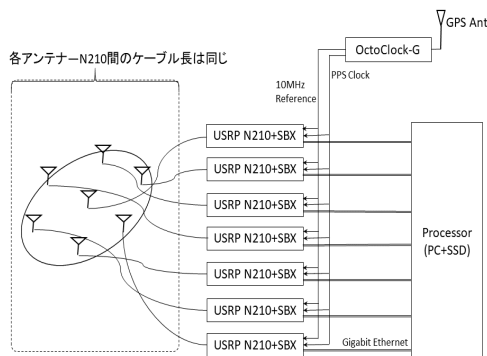 GPS Ant
OctoClock-G
各アンテナーN210間のケーブル長は同じ
PPS Clock
10MHz
Reference
USRP N210+SBX
USRP N210+SBX
USRP N210+SBX
USRP N210+SBX
USRP N210+SBX
USRP N210+SBX
USRP N210+SBX
Processor
(PC+SSD)
Gigabit Ethernet